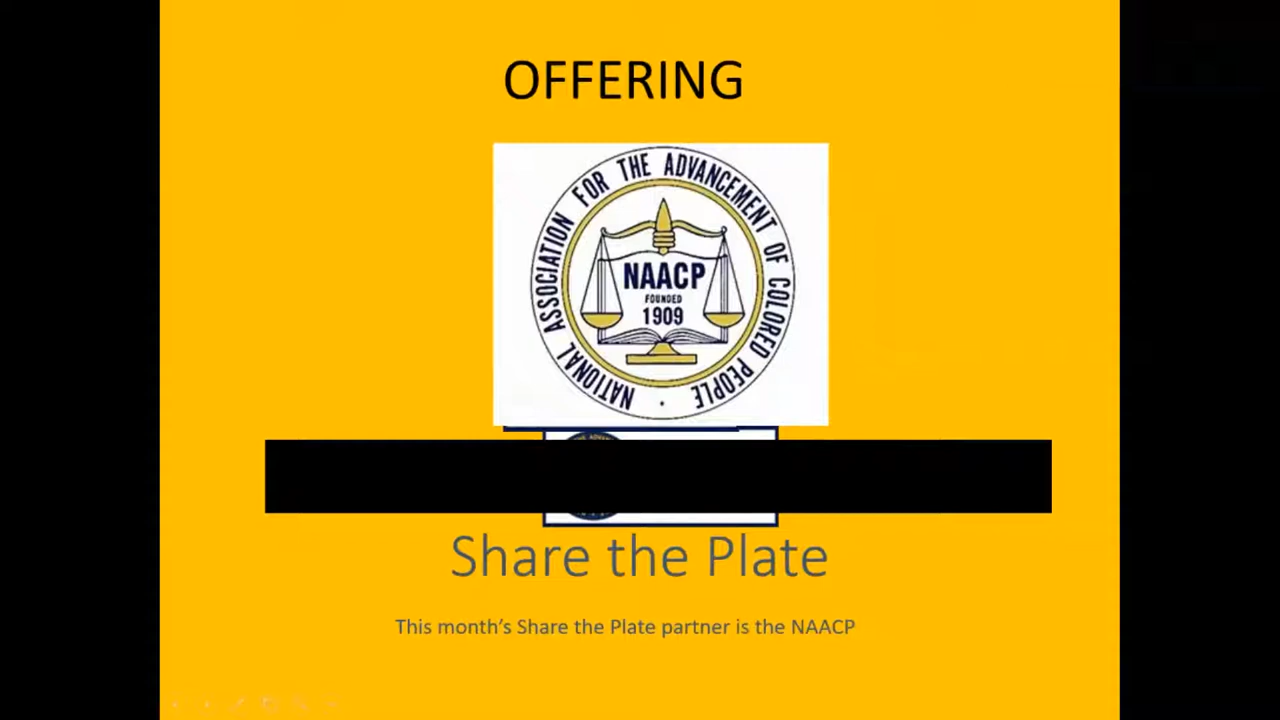 OFFERING
NATIONAL ASSOCIATION FOR THE ADVANCEMENT OF COLORED PEOPLE
NAACP
FOUNDED
1909
Share the Plate
This month's Share the Plate partner is the NAACP